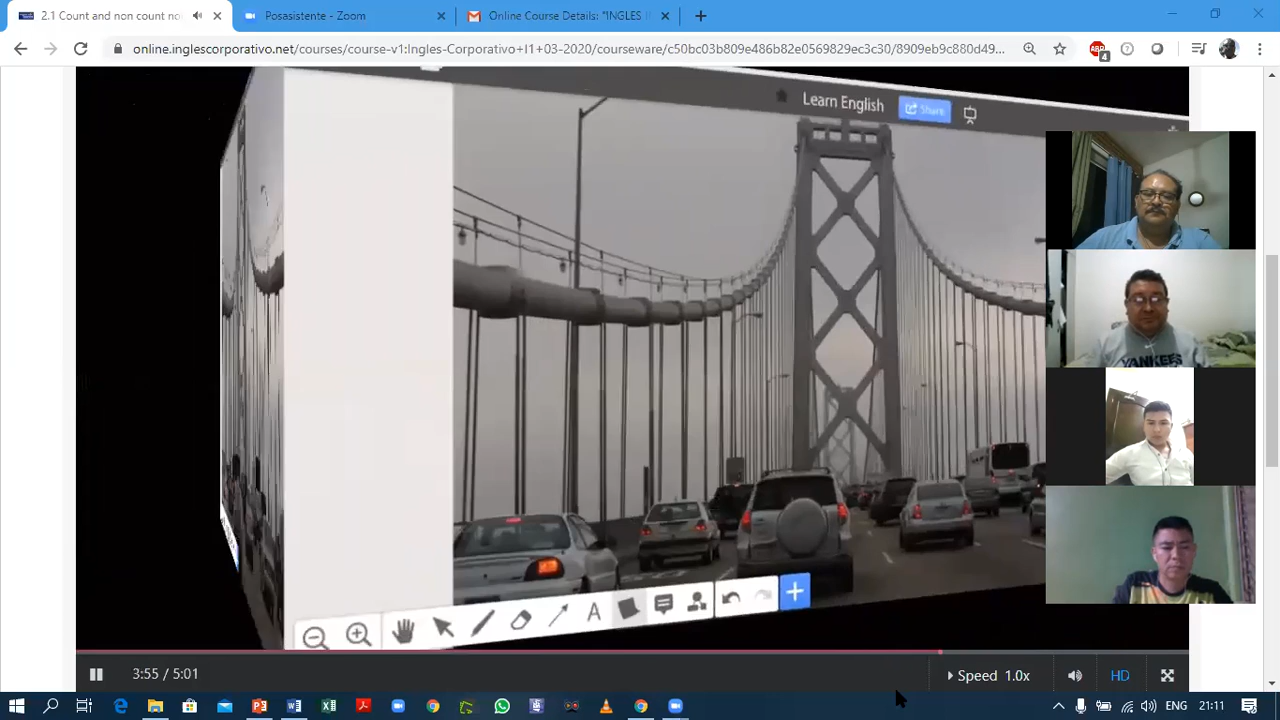 2.1 Count and non count no
Posasistente - Zoom
Online Course Details: "INGLES I
online.inglescorporativo.net/courses/course-v1:Ingles-Corporativo+I1+03-2020/courseware/c50bc03b809e486b82e0569829ec3c30/8909eb9c880d49...
ABP
4
Learn English
Share
YANKEES
A
3:55 / 5:01
Speed 1.0x
HD
ENG
21:11